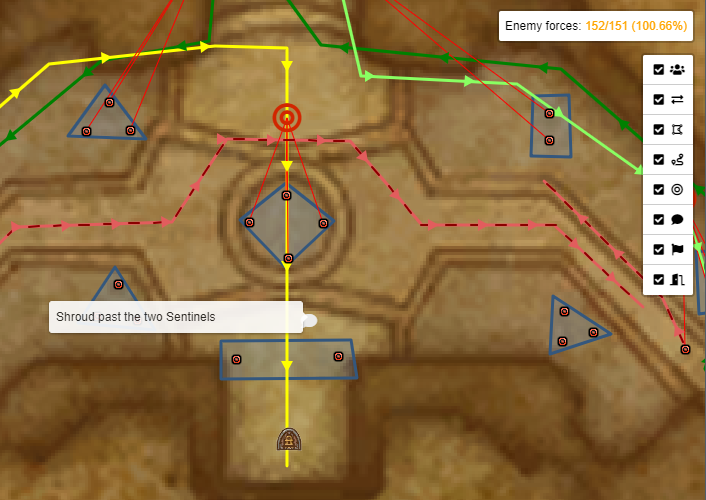 Enemy forces: 152/151 (100.66%)
Shroud past the two Sentinels